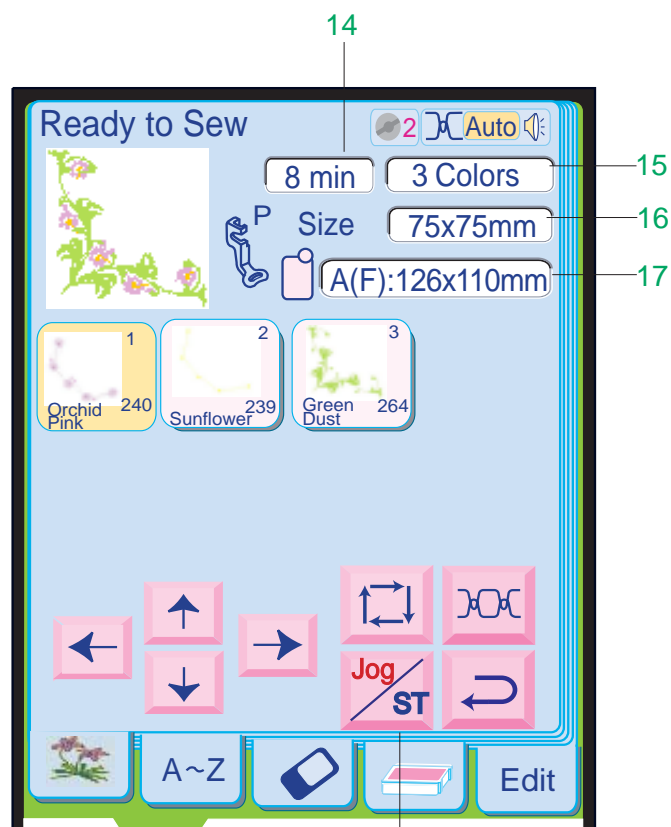 14
Ready to Sew
2 Auto
8 min 3 Colors 15
P Size 75x75mm 16
A(F):126x110mm 17
1 2 3
Orchid Pink 240
Sunflower 239
Green Dust 264
Jog
ST
A~Z Edit